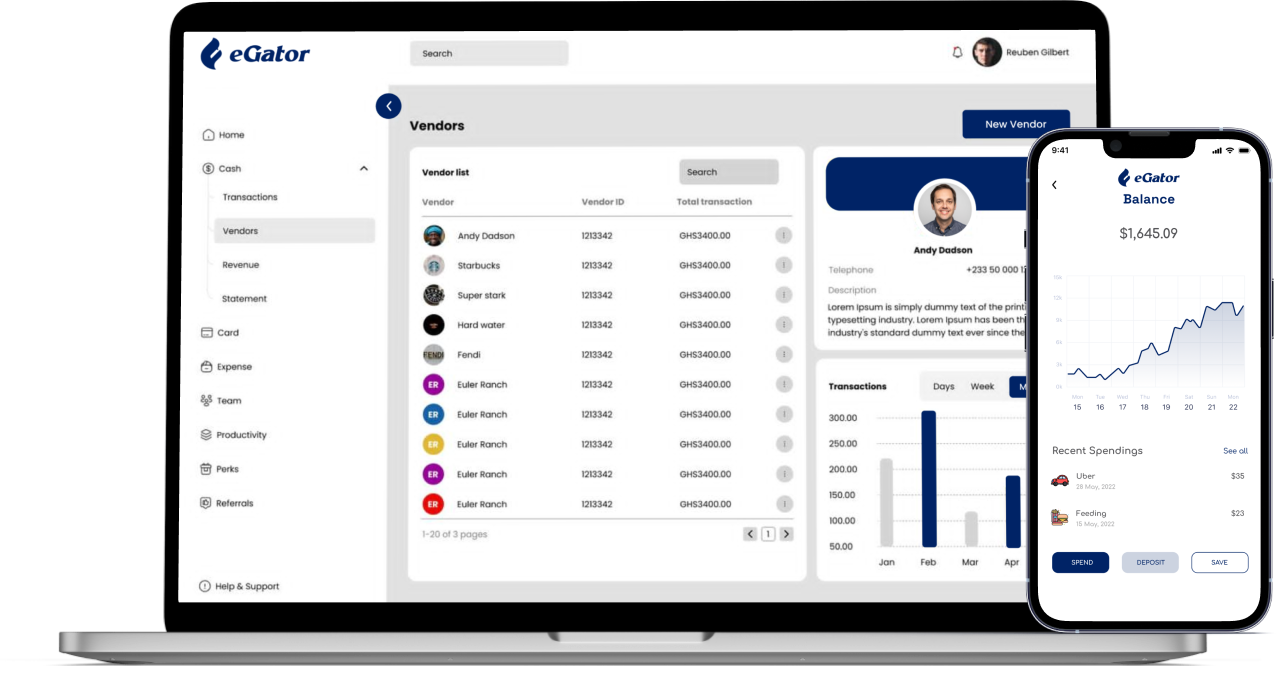 eGator
Search
Reuben Gilbert
Home
Cash
Transactions
Vendors
Revenue
Statement
Card
Expense
Team
Productivity
Perks
Referrals
Help & Support
Vendors
New Vendor
Vendor list
Search
Vendor Vendor ID Total transaction
Andy Dadson 1213342 GHS3400.00
Starbucks 1213342 GHS3400.00
Super stark 1213342 GHS3400.00
Hard water 1213342 GHS3400.00
FENDI Fendi 1213342 GHS3400.00
ER Euler Ranch 1213342 GHS3400.00
ER Euler Ranch 1213342 GHS3400.00
ER Euler Ranch 1213342 GHS3400.00
ER Euler Ranch 1213342 GHS3400.00
ER Euler Ranch 1213342 GHS3400.00
1-20 of 3 pages
1
Andy Dadson
Telephone +233 50 000 1
Description
Lorem Ipsum is simply dummy text of the print
typesetting industry. Lorem Ipsum has been th
industry's standard dummy text ever since the
Transactions Days Week M
300.00
250.00
200.00
150.00
100.00
50.00
Jan Feb Mar Apr
9:41
eGator
Balance
$1,645.09
15k
12k
9k
6k
3k
0k
Mon Tue Wed Thu Fri Sat Sun Mon
15 16 17 18 19 20 21 22
Recent Spendings See all
Uber $35
28 May, 2022
Feeding $23
15 May, 2022
SPEND DEPOSIT SAVE